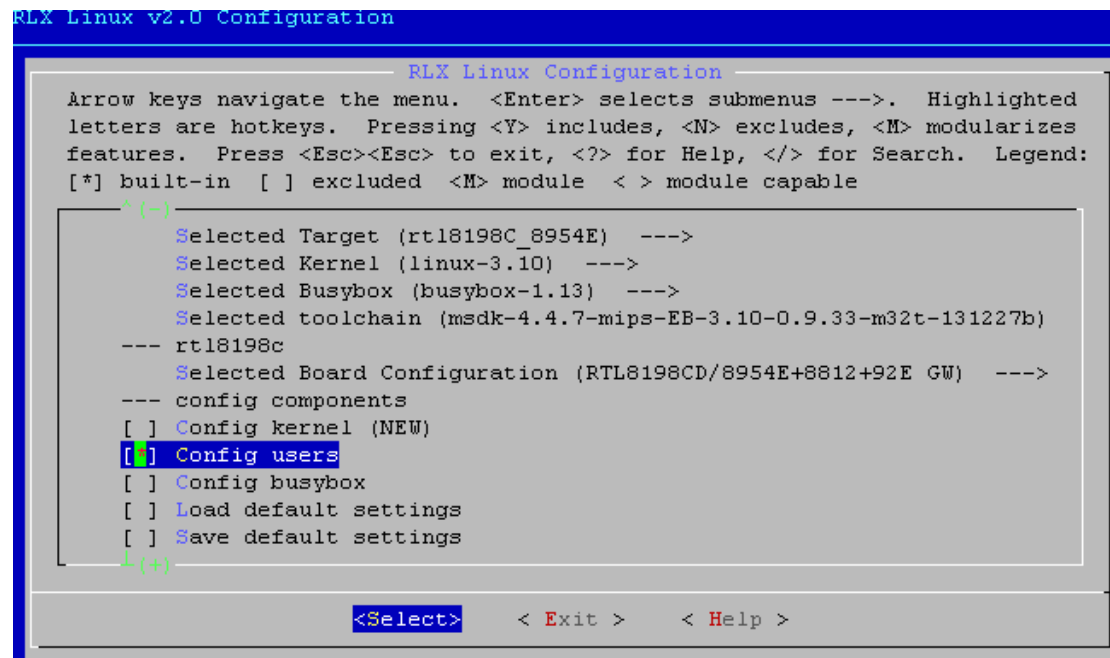 RLX Linux v2.0 Configuration
RLX Linux Configuration
Arrow keys navigate the menu.  <Enter> selects submenus --->.  Highlighted
letters are hotkeys.  Pressing <Y> includes, <N> excludes, <M> modularizes
features.  Press <Esc><Esc> to exit, <?> for Help, </> for Search.  Legend:
[*] built-in  [ ] excluded  <M> module  < > module capable
^(-)
Selected Target (rtl8198C_8954E)  --->
Selected Kernel (linux-3.10)  --->
Selected Busybox (busybox-1.13)  --->
Selected toolchain (msdk-4.4.7-mips-EB-3.10-0.9.33-m32t-131227b)
--- rtl8198c
Selected Board Configuration (RTL8198CD/8954E+8812+92E GW)  --->
--- config components
[ ] Config kernel (NEW)
[*] Config users
[ ] Config busybox
[ ] Load default settings
[ ] Save default settings
(+)
<Select>    < Exit >    < Help >